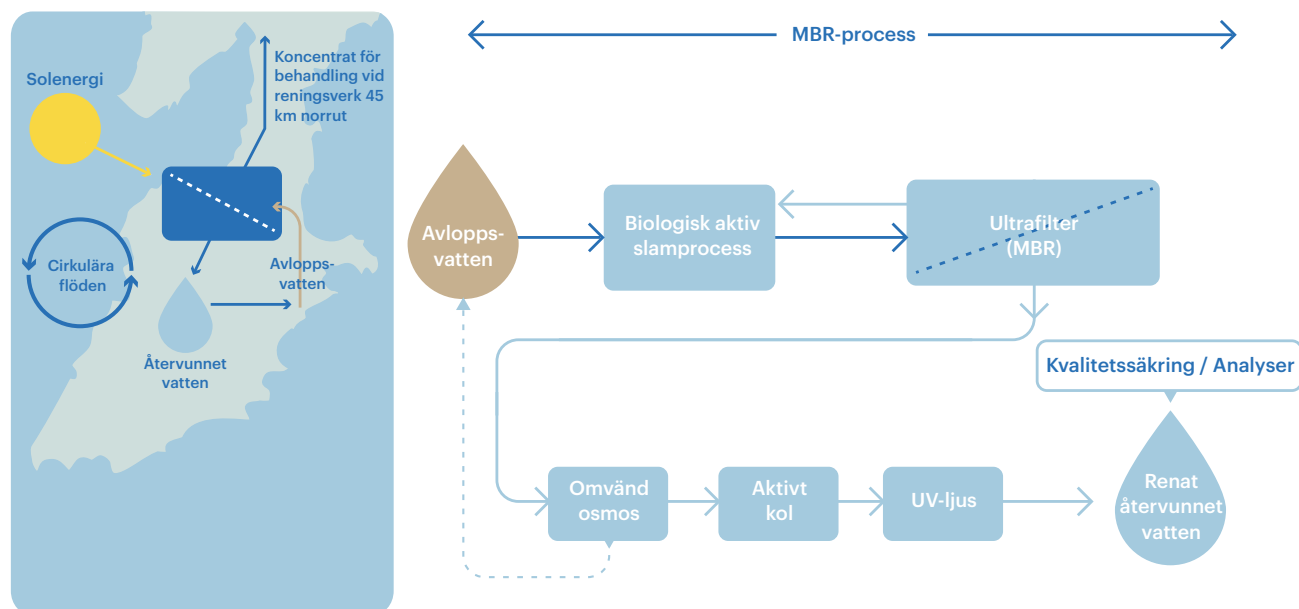 Solenergi
Koncentrat för
behandling vid
reningsverk 45
km norrut
Cirkulära
flöden
Avlopps-
vatten
Återvunnet
vatten
MBR-process
Avlopps-
vatten
Biologisk aktiv
slamprocess
Ultrafilter
(MBR)
Kvalitetssäkring / Analyser
Omvänd
osmos
Aktivt
kol
UV-ljus
Renat
återvunnet
vatten